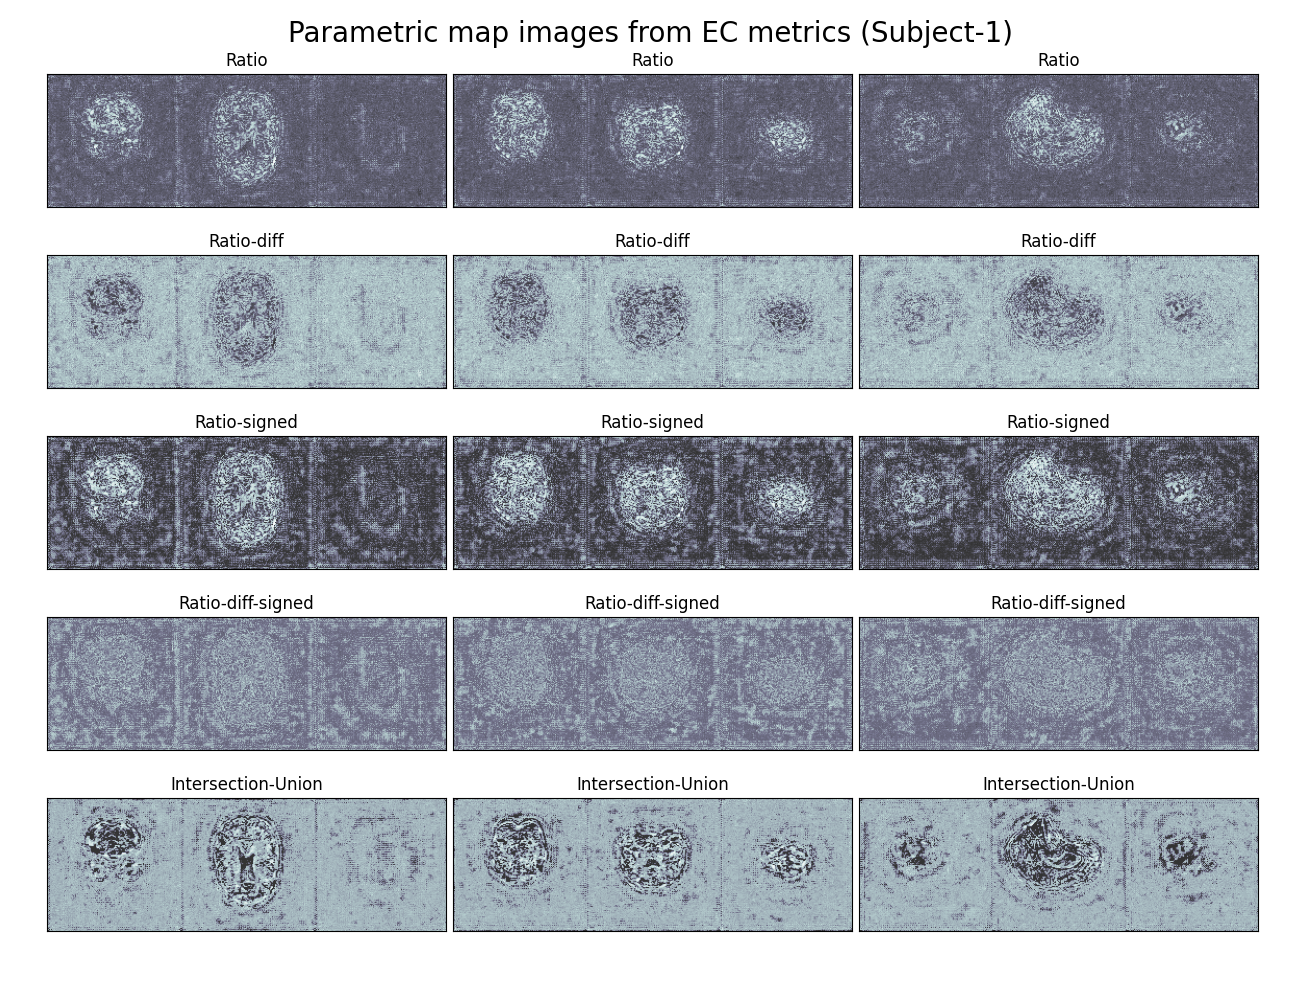 Parametric map images from EC metrics (Subject-1)
Ratio Ratio Ratio
Ratio-diff Ratio-diff Ratio-diff
Ratio-signed Ratio-signed Ratio-signed
Ratio-diff-signed Ratio-diff-signed Ratio-diff-signed
Intersection-Union Intersection-Union Intersection-Union